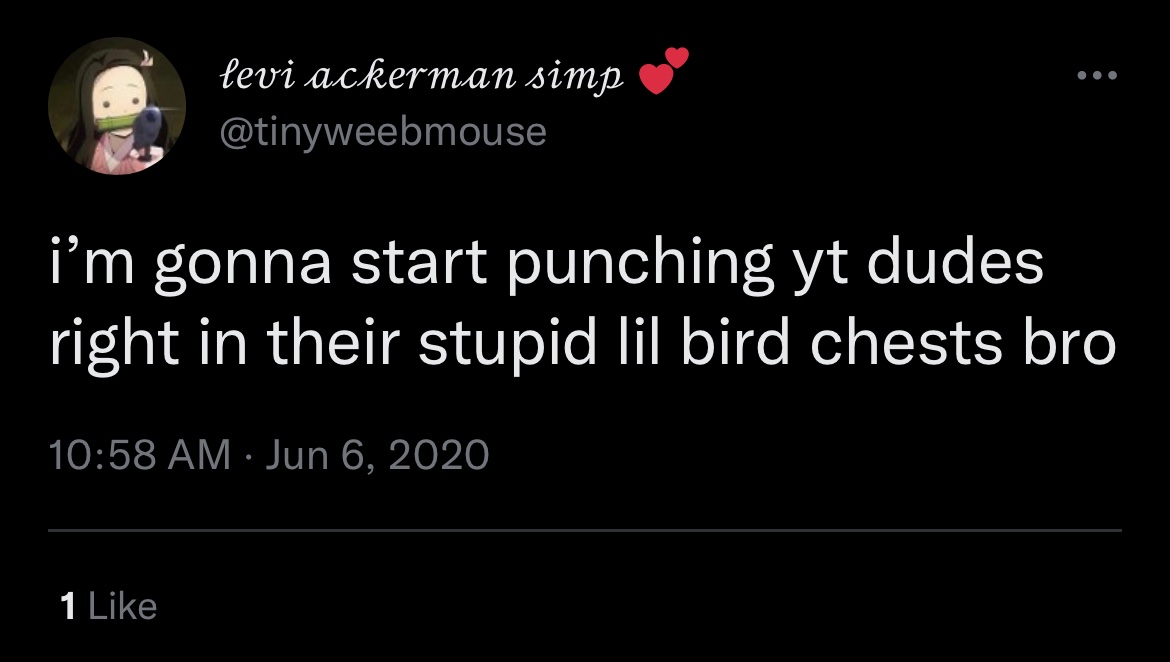 levi ackerman simp 💕
@tinyweebmouse
i’m gonna start punching yt dudes
right in their stupid lil bird chests bro
10:58 AM · Jun 6, 2020
1 Like